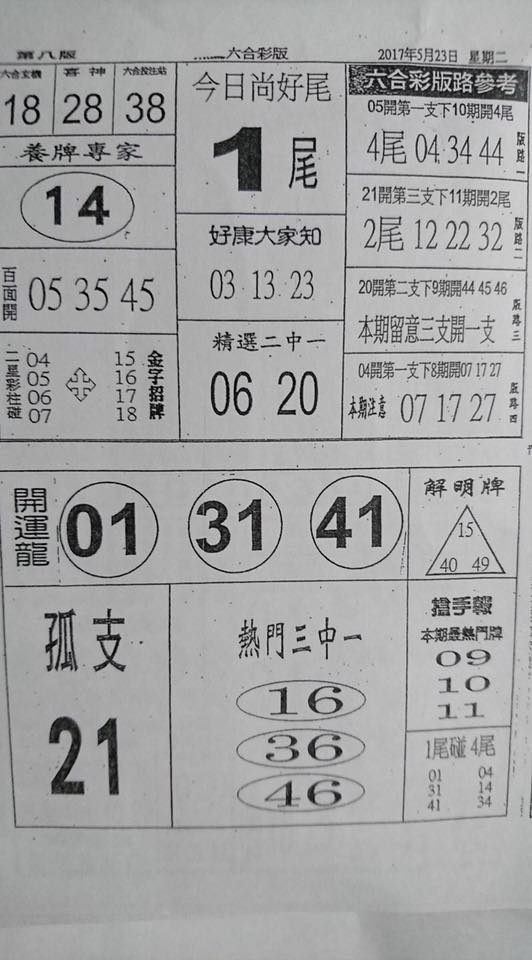 第八版
六合彩版
2017年5月23日 星期二
六合玄機
18
喜神
28
六合投注站
38
養牌專家
14
百面開
05 35 45
二星彩柱碰
04 15
05 16
06 17
07 18
金字招牌
今日尚好尾
1尾
好康大家知
03 13 23
精選二中一
06 20
六合彩版路參考
05開第一支下10期開4尾
4尾 04 34 44
版路一
21開第三支下11期開2尾
2尾 12 22 32
版路二
20開第二支下9期開44 45 46
本期留意三支開一支
版路三
04開第一支下8期開07 17 27
本期注意 07 17 27
版路四
開運龍
01 31 41
解明牌
15
40 49
孤支
21
熱門三中一
16
36
46
搶手報
本期最熱門牌
09
10
11
1尾碰4尾
01 04
31 14
41 34